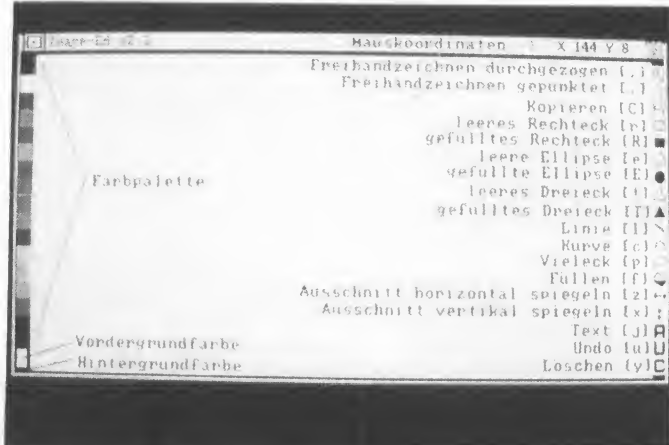 Mauskoordinaten : X 144 Y 8
Freihandzeichnen durchgezogen [,]
Freihandzeichnen gepunktet [.]
Kopieren [C]
leeres Rechteck [r]
gefulltes Rechteck [R]
leere Ellipse [e]
gefullte Ellipse [E]
leeres Dreieck [t]
gefulltes Dreieck [T]
Linie [l]
Kurve [c]
Vieleck [p]
Fullen [f]
Ausschnitt horizontal spiegeln [z]
Ausschnitt vertikal spiegeln [x]
Text [j]
Undo [u]
Loschen [y]
Farbpalette
Vordergrundfarbe
Hintergrundfarbe